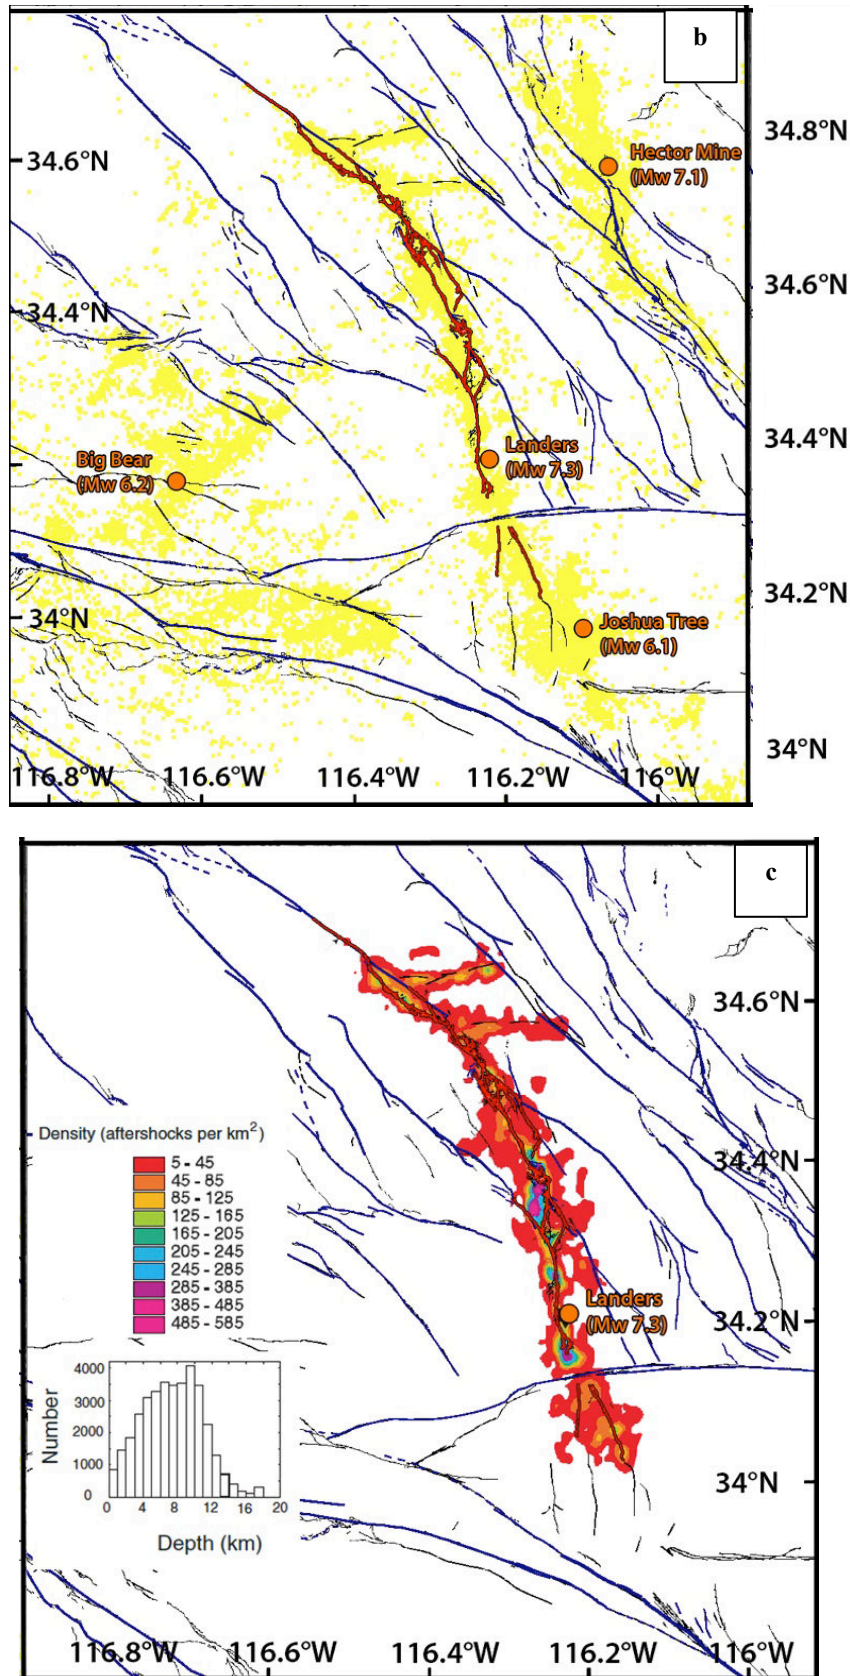 b
34.8°N
34.6°N
Hector Mine
(Mw 7.1)
34.6°N
34.4°N
34.4°N
Landers
(Mw 7.3)
Big Bear
(Mw 6.2)
34.2°N
34°N
Joshua Tree
(Mw 6.1)
34°N
116.8°W 116.6°W 116.4°W 116.2°W 116°W
c
34.6°N
Density (aftershocks per km2)
5 - 45
45 - 85
85 - 125
125 - 165
165 - 205
205 - 245
245 - 285
285 - 385
385 - 485
485 - 585
34.4°N
Landers
(Mw 7.3)
34.2°N
4000
3000
2000
1000
0
Number
0 4 8 12 16 20
Depth (km)
34°N
116.8°W 116.6°W 116.4°W 116.2°W 116°W